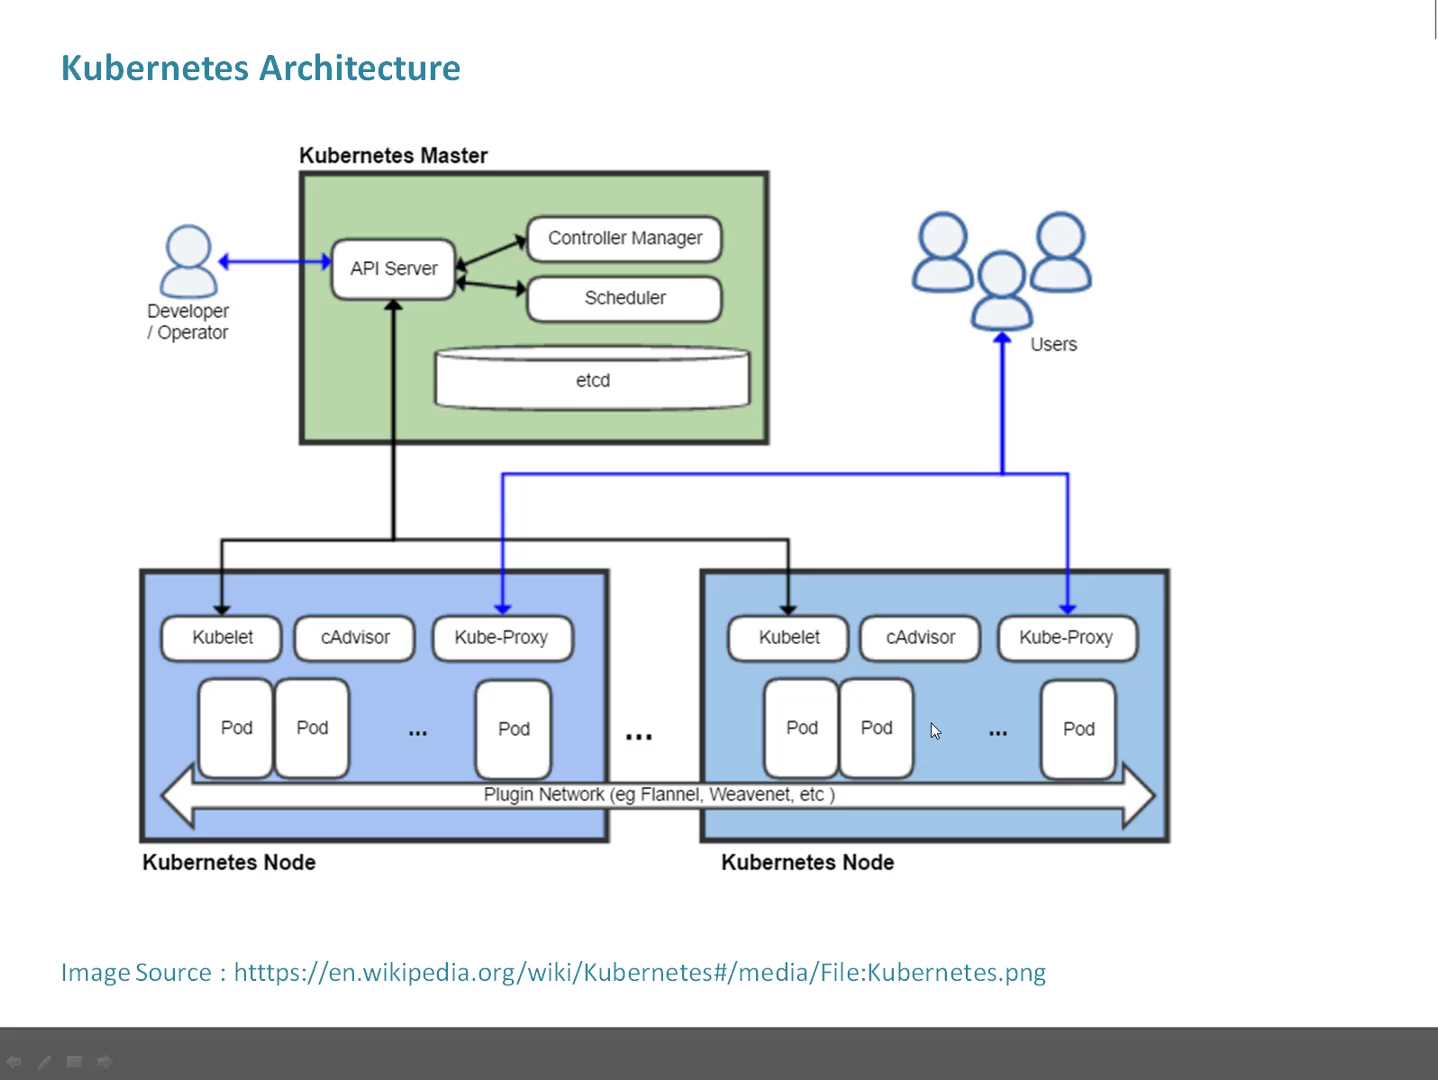 Kubernetes Architecture
Kubernetes Master
Controller Manager
API Server
Scheduler
etcd
Developer
/ Operator
Users
Kubelet
cAdvisor
Kube-Proxy
Pod
Pod
...
Pod
...
Kubelet
cAdvisor
Kube-Proxy
Pod
Pod
...
Pod
Plugin Network (eg Flannel, Weavenet, etc )
Kubernetes Node
Kubernetes Node
Image Source : htttps://en.wikipedia.org/wiki/Kubernetes#/media/File:Kubernetes.png